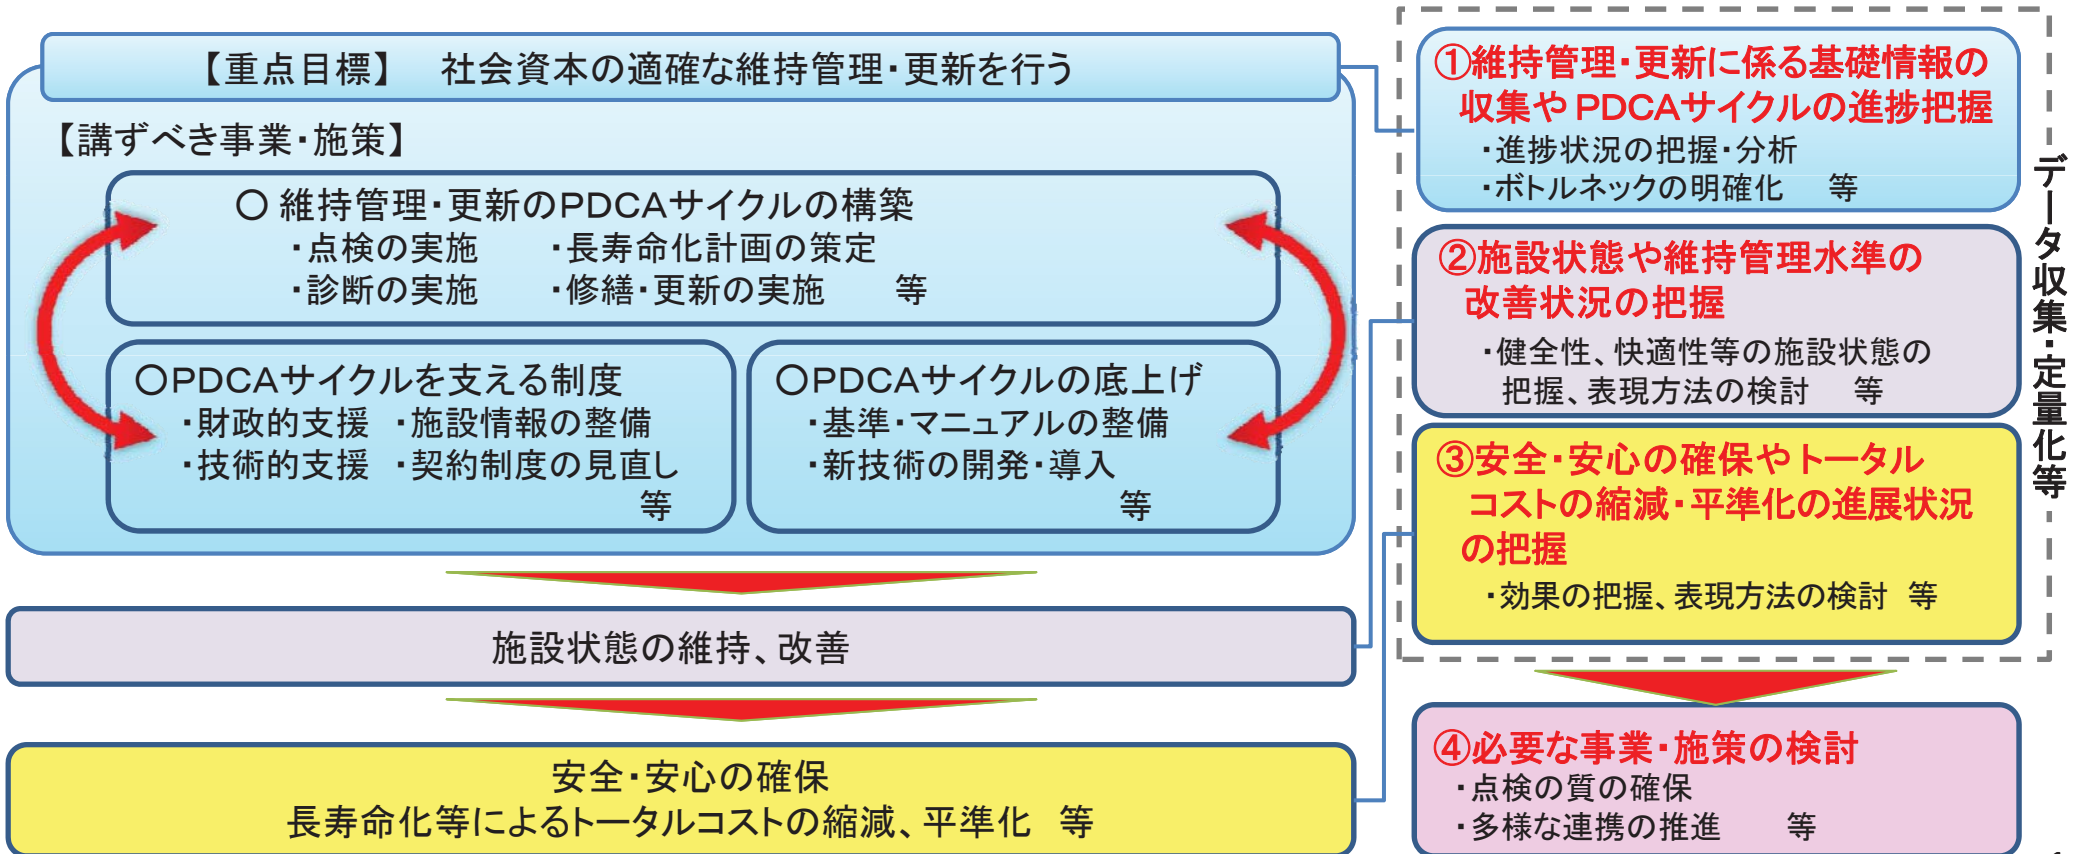 【重点目標】 社会資本の適確な維持管理・更新を行う
【講ずべき事業・施策】
〇 維持管理・更新のPDCAサイクルの構築
・点検の実施 ・長寿命化計画の策定
・診断の実施 ・修繕・更新の実施 等
〇PDCAサイクルを支える制度
・財政的支援 ・施設情報の整備
・技術的支援 ・契約制度の見直し
等
〇PDCAサイクルの底上げ
・基準・マニュアルの整備
・新技術の開発・導入
等
施設状態の維持、改善
安全・安心の確保
長寿命化等によるトータルコストの縮減、平準化 等
①維持管理・更新に係る基礎情報の
収集やPDCAサイクルの進捗把握
・進捗状況の把握・分析
・ボトルネックの明確化 等
②施設状態や維持管理水準の
改善状況の把握
・健全性、快適性等の施設状態の
把握、表現方法の検討 等
③安全・安心の確保やトータル
コストの縮減・平準化の進展状況
の把握
・効果の把握、表現方法の検討 等
データ収集・定量化等
④必要な事業・施策の検討
・点検の質の確保
・多様な連携の推進 等